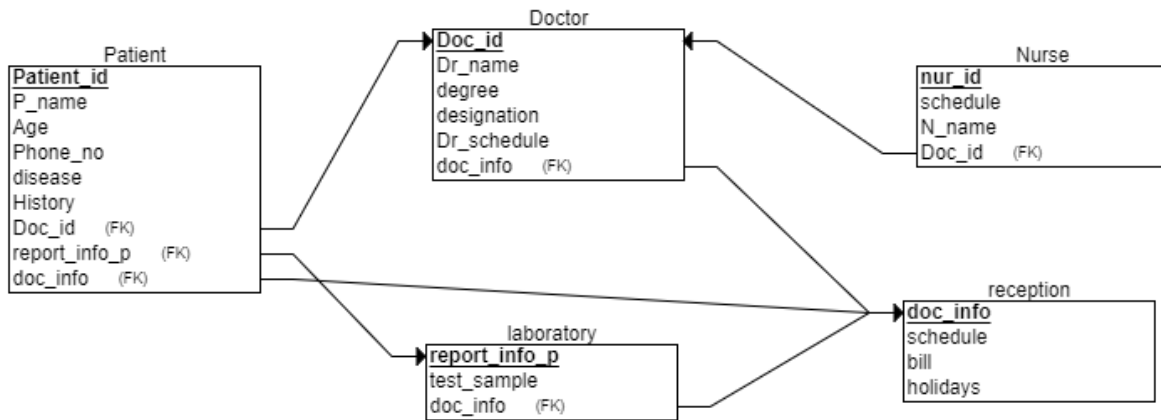 Patient
Patient_id
P_name
Age
Phone_no
disease
History
Doc_id (FK)
report_info_p (FK)
doc_info (FK)
Doctor
Doc_id
Dr_name
degree
designation
Dr_schedule
doc_info (FK)
Nurse
nur_id
schedule
N_name
Doc_id (FK)
laboratory
report_info_p
test_sample
doc_info (FK)
reception
doc_info
schedule
bill
holidays